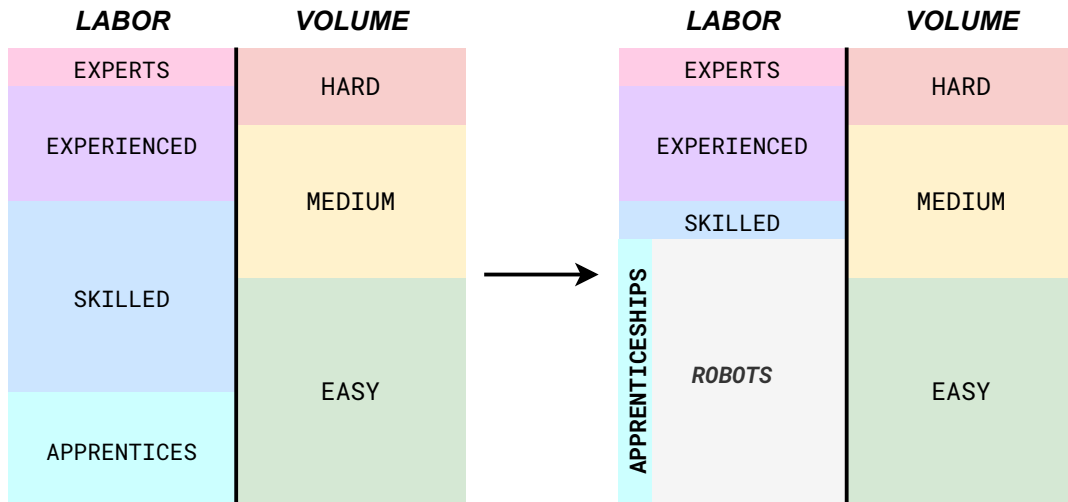 LABOR
VOLUME
EXPERTS
EXPERIENCED
SKILLED
APPRENTICES
HARD
MEDIUM
EASY
LABOR
VOLUME
EXPERTS
EXPERIENCED
SKILLED
APPRENTICESHIPS
ROBOTS
HARD
MEDIUM
EASY